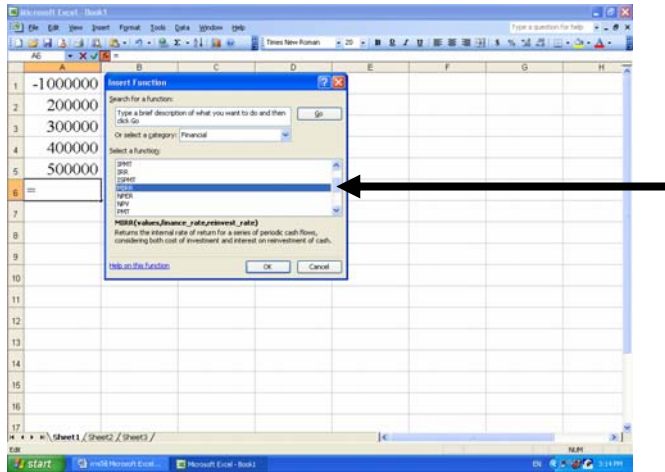 Microsoft Excel - Book1
File Edit View Insert Format Tools Data Window Help
Type a question for help
Times New Roman 20 B I U
A6 =
A B C D E F G H
1 -1000000
2 200000
3 300000
4 400000
5 500000
6 =
7
8
9
10
11
12
13
14
15
16
17
Insert Function
Search for a function:
Type a brief description of what you want to do and then
click Go
Go
Or select a category: Financial
Select a function:
IPMT
IRR
ISPMT
MIRR
NPER
NPV
PMT
MIRR(values,finance_rate,reinvest_rate)
Returns the internal rate of return for a series of periodic cash flows,
considering both cost of investment and interest on reinvestment of cash.
Help on this function
OK Cancel
Sheet1 / Sheet2 / Sheet3 /
Edit NUM
start Microsoft Excel - Book1 EN 3:14 PM